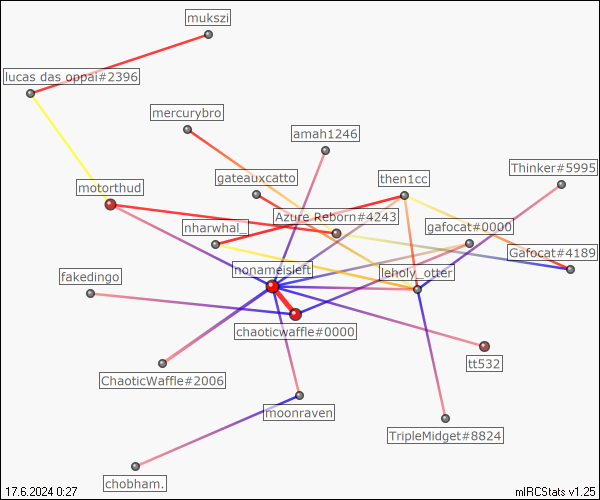 mukszi
lucas das oppai#2396
mercurybro
amah1246
Thinker#5995
gateauxcatto
then1cc
motorthud
Azure Reborn#4243
nharwhal_
gafocat#0000
Gafocat#4189
nonameisleft
leholy_otter
fakedingo
chaoticwaffle#0000
tt532
ChaoticWaffle#2006
moonraven
TripleMidget#8824
chobham.
17.6.2024 0:27
mIRCStats v1.25